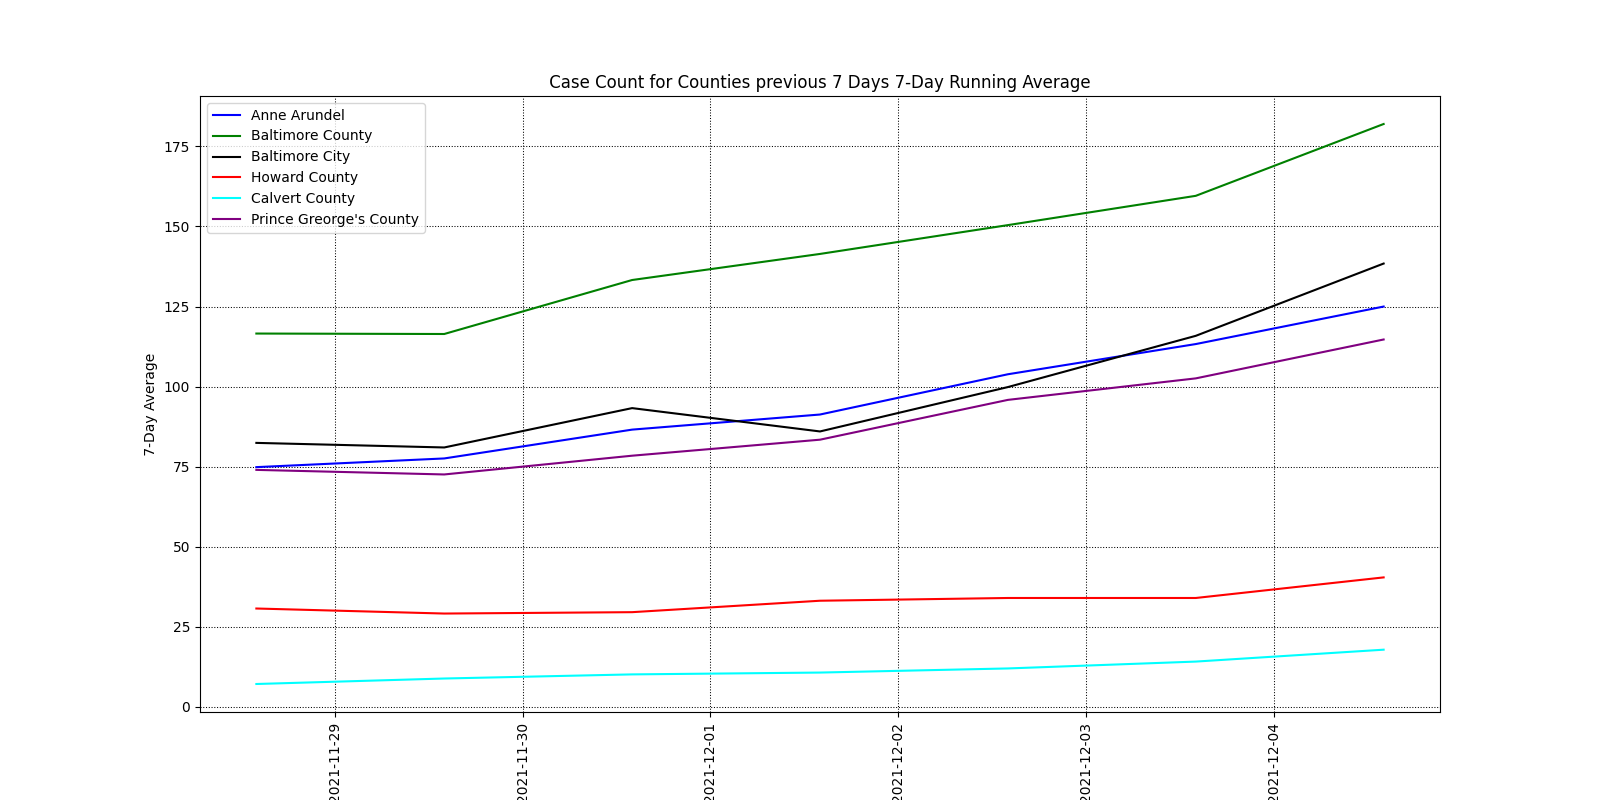 Case Count for Counties previous 7 Days 7-Day Running Average
Anne Arundel
Baltimore County
Baltimore City
Howard County
Calvert County
Prince Greorge's County
7-Day Average
175
150
125
100
75
50
25
0
2021-11-29
2021-11-30
2021-12-01
2021-12-02
2021-12-03
2021-12-04